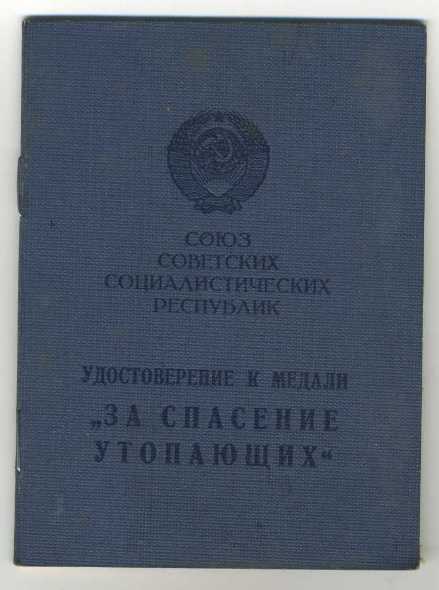 СОЮЗ
СОВЕТСКИХ
СОЦИАЛИСТИЧЕСКИХ
РЕСПУБЛИК
УДОСТОВЕРЕНИЕ К МЕДАЛИ
„ЗА СПАСЕНИЕ
УТОПАЮЩИХ“